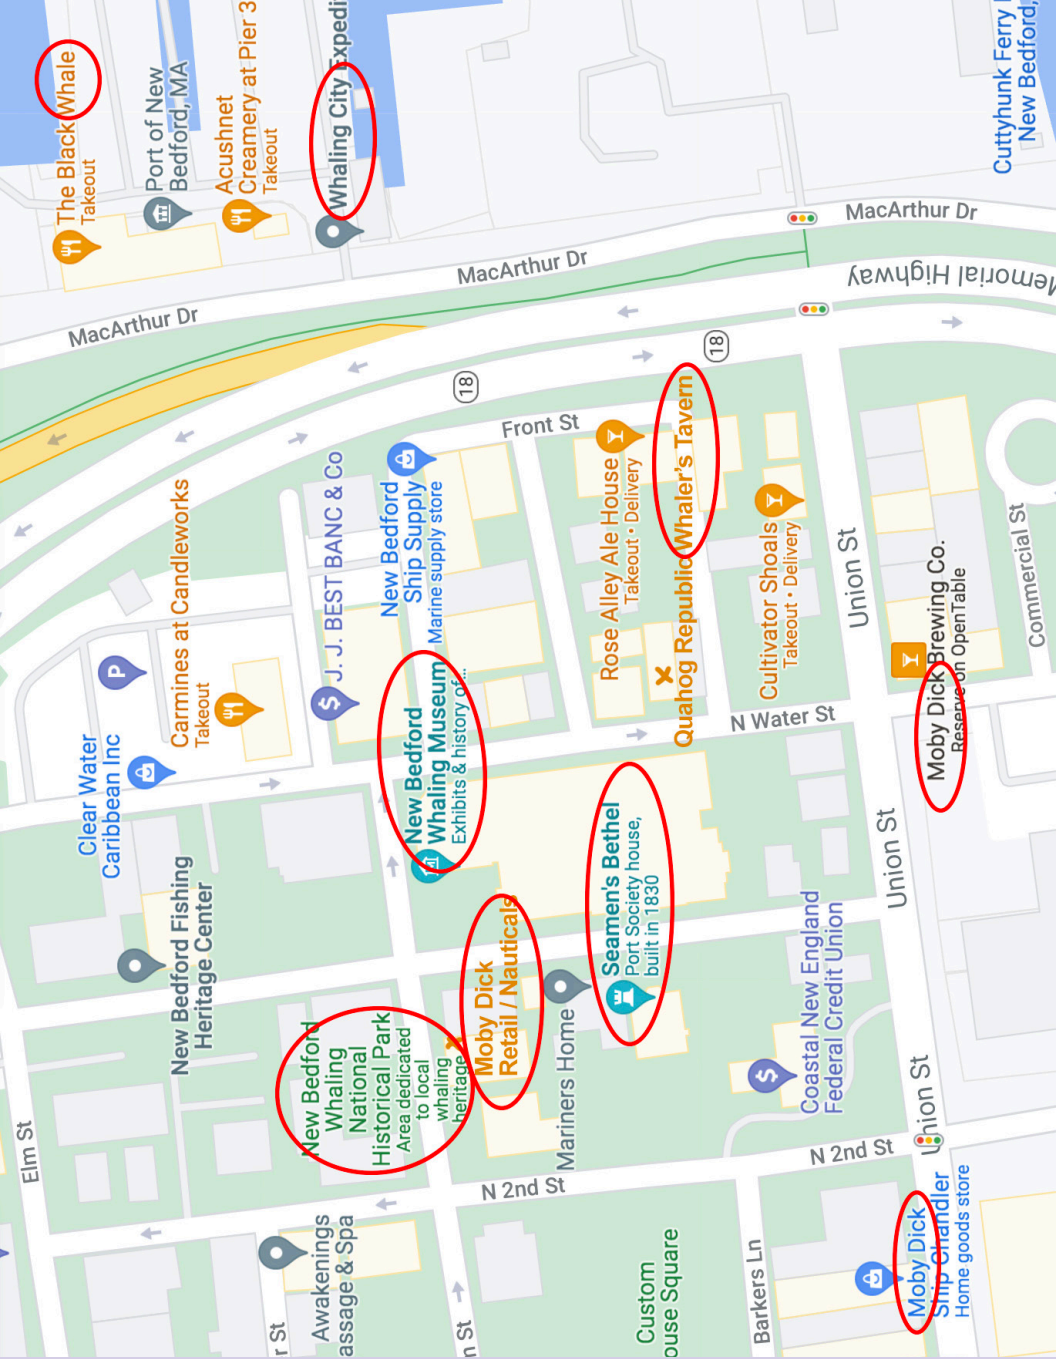 The Black Whale
Takeout
Port of New
Bedford, MA
Acushnet
Creamery at Pier 3
Takeout
Whaling City Expedi
Cuttyhunk Ferry
New Bedford,
MacArthur Dr
MacArthur Dr
MacArthur Dr
Memorial Highway
18
18
Front St
Carmines at Candleworks
Takeout
P
J. J. BEST BANC & Co
$
New Bedford
Ship Supply
Marine supply store
Rose Alley Ale House
Takeout • Delivery
Quahog Republic Whaler's Tavern
Cultivator Shoals
Takeout • Delivery
Union St
Moby Dick Brewing Co.
Reserve on OpenTable
Commercial St
Clear Water
Caribbean Inc
New Bedford
Whaling Museum
Exhibits & history of...
N Water St
New Bedford Fishing
Heritage Center
Moby Dick
Retail / Nauticals
Seamen's Bethel
Port Society house,
built in 1830
Union St
New Bedford
Whaling
National
Historical Park
Area dedicated
to local
whaling
heritage
Mariners Home
Coastal New England
Federal Credit Union
$
Union St
Elm St
N 2nd St
N 2nd St
Awakenings
assage & Spa
r St
n St
Custom
ouse Square
Barkers Ln
Moby Dick
Ship Chandler
Home goods store